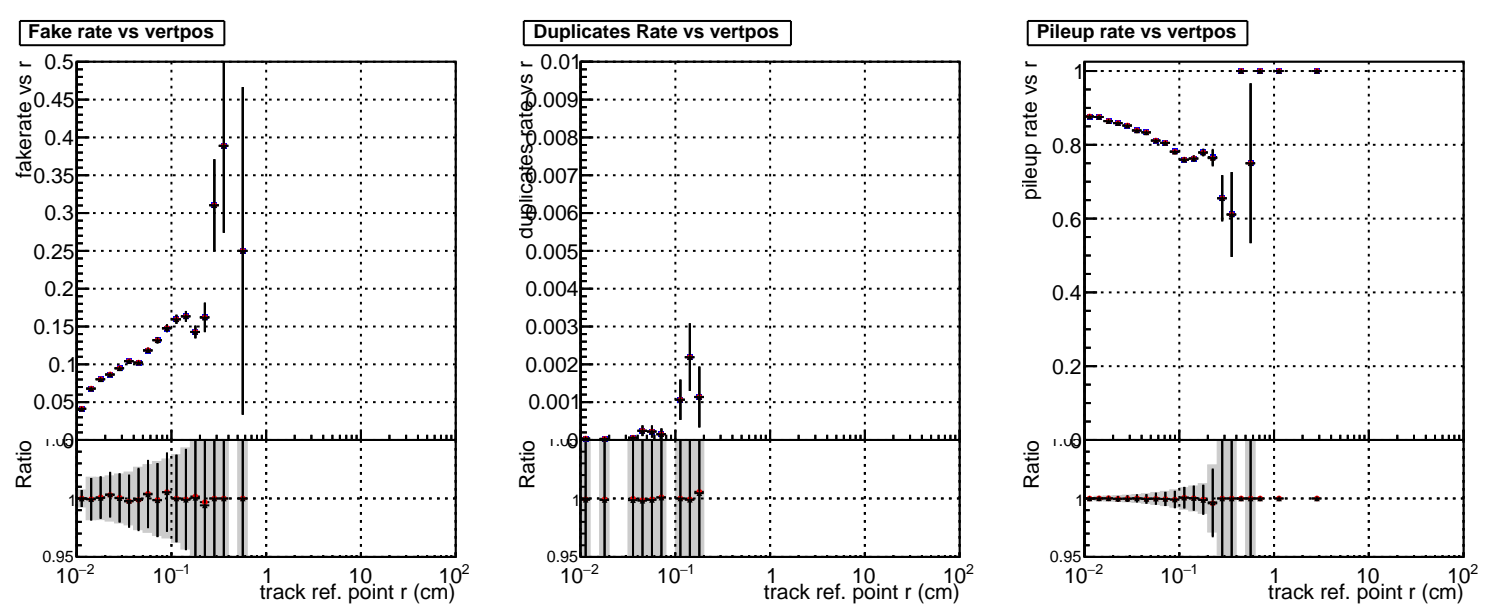 Fake rate vs vertpos
fakerate vs r
0.5
0.45
0.4
0.35
0.3
0.25
0.2
0.15
0.1
0.05
0
Ratio
1
0.95
10⁻² 10⁻¹ 1 10 10²
track ref. point r (cm)
Duplicates Rate vs vertpos
duplicates rate vs r
0.01
0.009
0.008
0.007
0.006
0.005
0.004
0.003
0.002
0.001
0
Ratio
1
0.95
10⁻² 10⁻¹ 1 10 10²
track ref. point r (cm)
Pileup rate vs vertpos
pileup rate vs r
1
0.8
0.6
0.4
0.2
0
Ratio
1
0.95
10⁻² 10⁻¹ 1 10 10²
track ref. point r (cm)